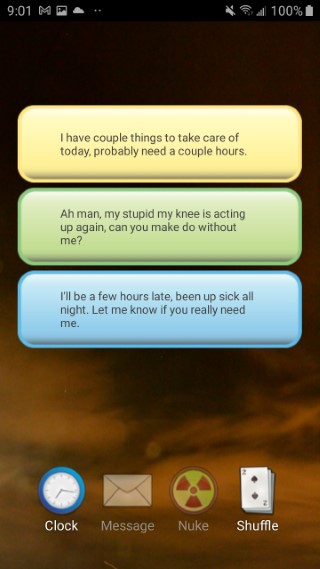 9:01 100%
I have couple things to take care of
today, probably need a couple hours.
Ah man, my stupid my knee is acting
up again, can you make do without
me?
I'll be a few hours late, been up sick all
night. Let me know if you really need
me.
Clock Message Nuke Shuffle